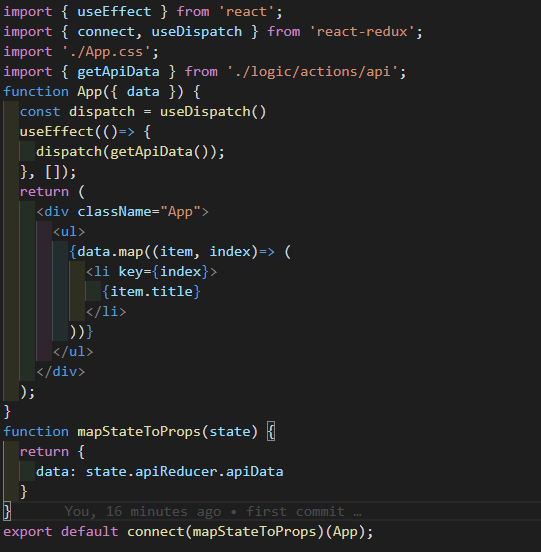 import { useEffect } from 'react';
import { connect, useDispatch } from 'react-redux';
import './App.css';
import { getApiData } from './logic/actions/api';
function App({ data }) {
  const dispatch = useDispatch()
  useEffect(()=> {
    dispatch(getApiData());
  }, []);
  return (
    <div className="App">
      <ul>
        {data.map((item, index)=> (
          <li key={index}>
            {item.title}
          </li>
        ))}
      </ul>
    </div>
  );
}
function mapStateToProps(state) {
  return {
    data: state.apiReducer.apiData
  }
}      You, 16 minutes ago • first commit …
export default connect(mapStateToProps)(App);